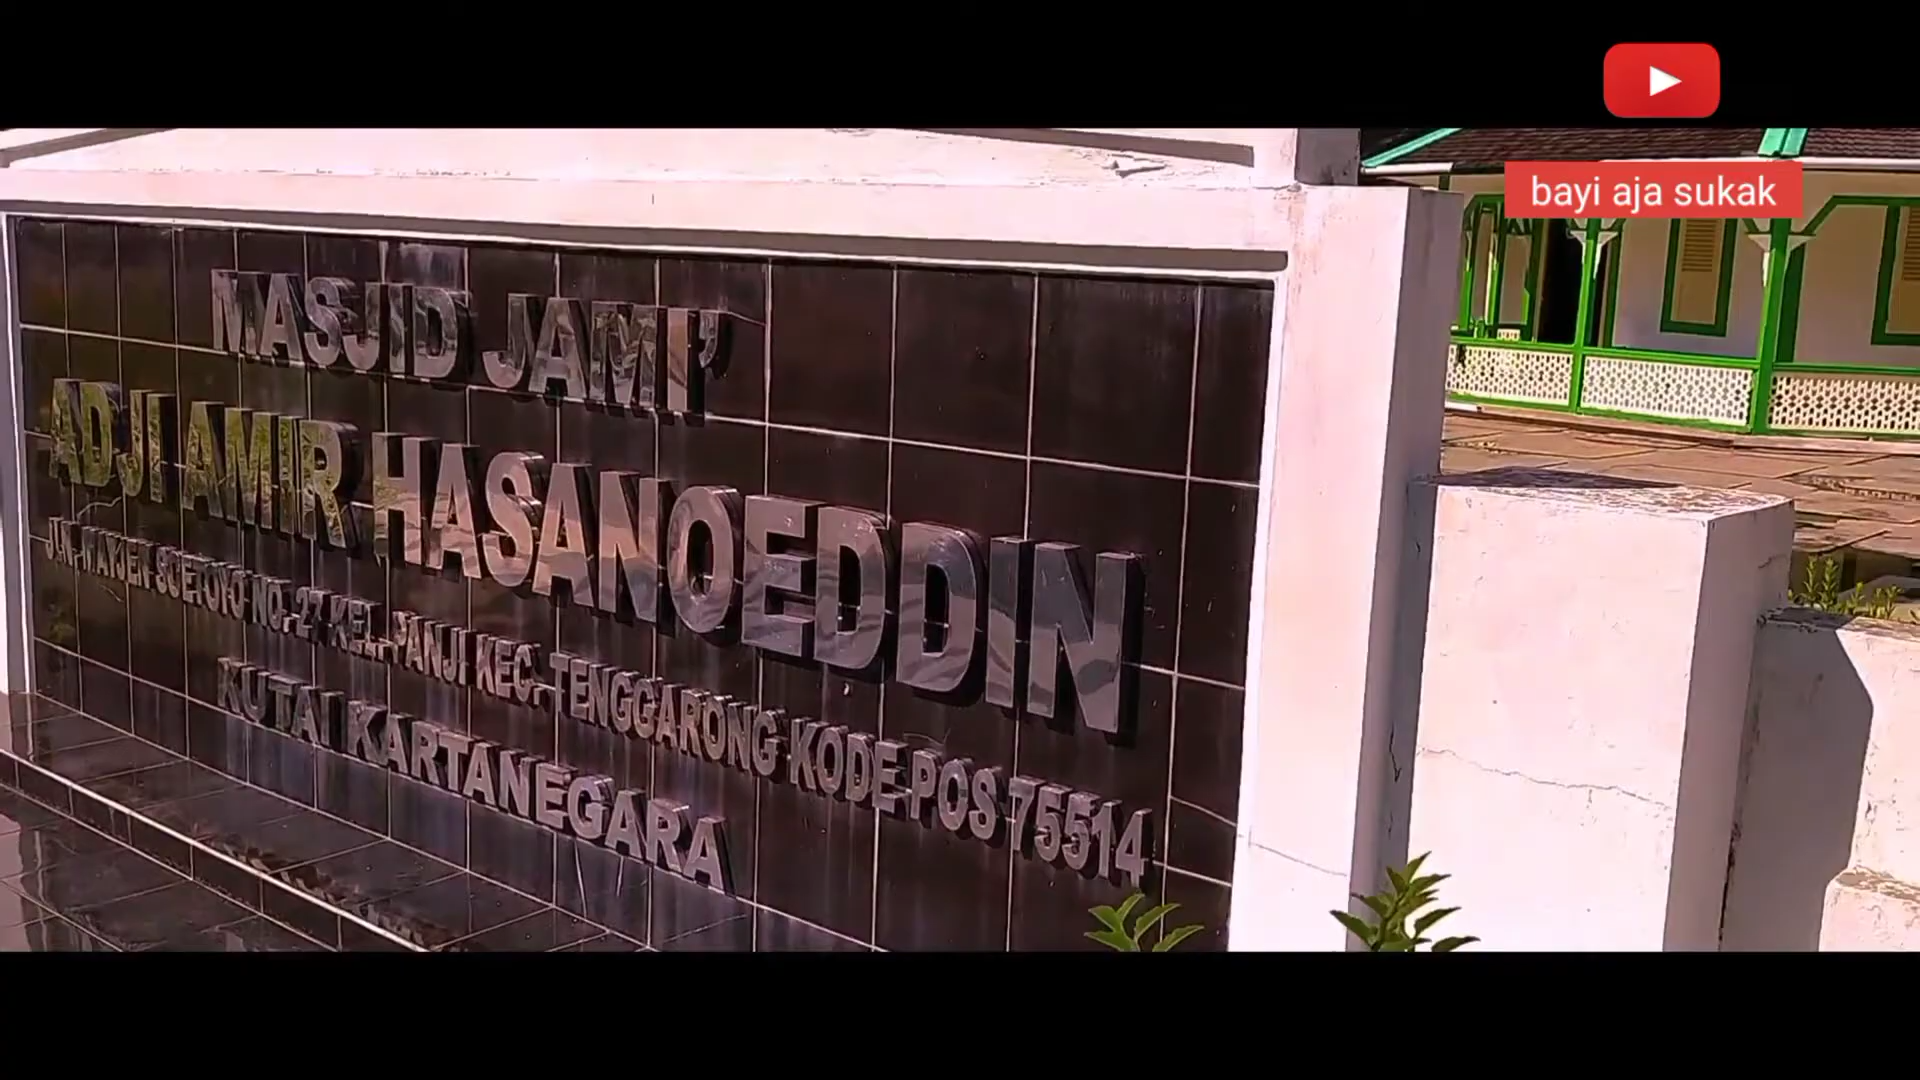 bayi aja sukak
MASJID JAMI'
ADJI AMIR HASANOEDDIN
JLN. MAYJEN SOETOYO NO. 27 KEL. PANJI KEC. TENGGARONG KODE POS 75514
KUTAI KARTANEGARA